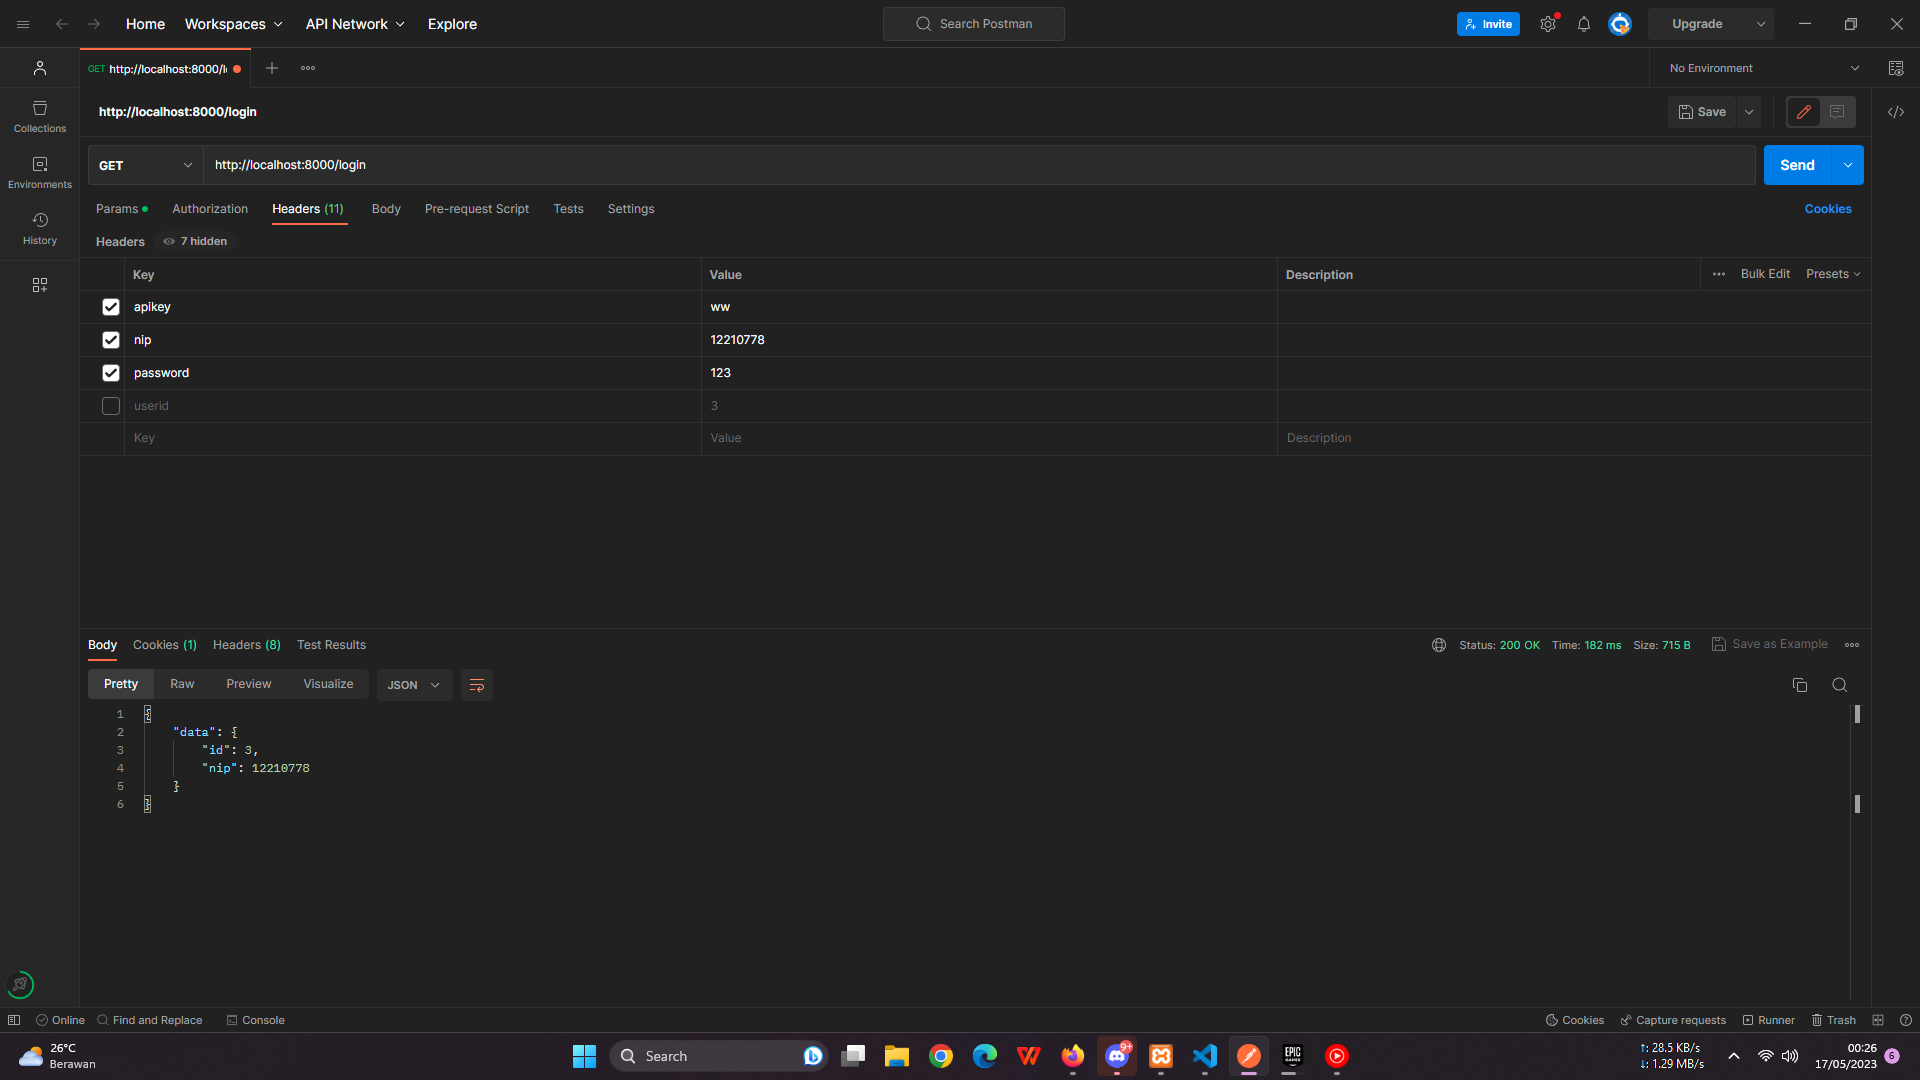 Home Workspaces API Network Explore Search Postman Invite Upgrade
GET http://localhost:8000/l No Environment
Collections
Environments
History
http://localhost:8000/login Save
GET http://localhost:8000/login Send
Params Authorization Headers (11) Body Pre-request Script Tests Settings Cookies
Headers 7 hidden
Key Value Description Bulk Edit Presets
apikey ww
nip 12210778
password 123
userid 3
Key Value Description
Body Cookies (1) Headers (8) Test Results Status: 200 OK Time: 182 ms Size: 715 B Save as Example
Pretty Raw Preview Visualize JSON
1 {
2 "data": {
3 "id": 3,
4 "nip": 12210778
5 }
6 }
Online Find and Replace Console Cookies Capture requests Runner Trash
26°C
Berawan
Search
9+
EPIC
GAMES
↑: 28.5 KB/s
↓: 1.29 MB/s
00:26
17/05/2023
6